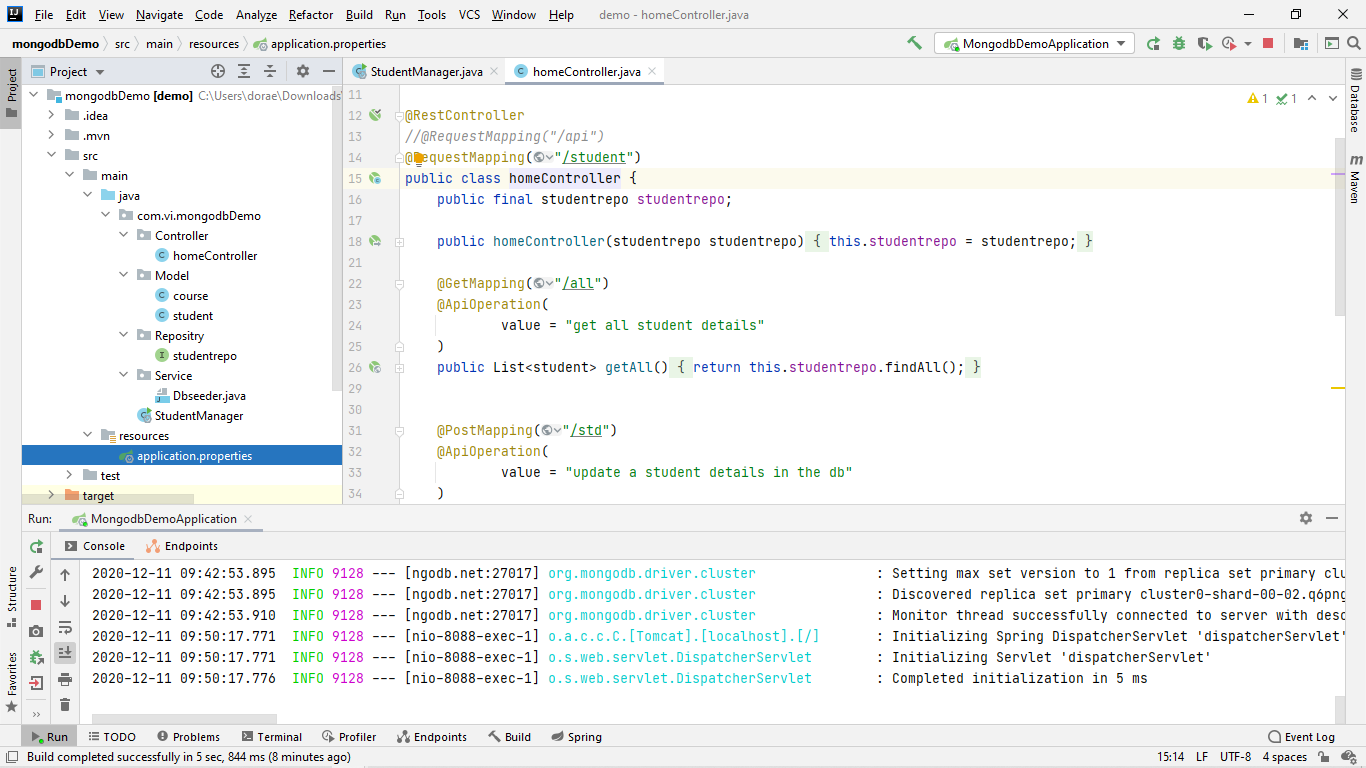 File Edit View Navigate Code Analyze Refactor Build Run Tools VCS Window Help demo - homeController.java
mongodbDemo src main resources application.properties MongodbDemoApplication
Project StudentManager.java homeController.java
Project
Structure
Favorites
Database
Maven
mongodbDemo [demo] C:\Users\dorae\Downloads\
.idea
.mvn
src
main
java
com.vi.mongodbDemo
Controller
homeController
Model
course
student
Repositry
studentrepo
Service
Dbseeder.java
StudentManager
resources
application.properties
test
target
1 1
11
12 @RestController
13 //@RequestMapping("/api")
14 @RequestMapping("/student")
15 public class homeController {
16 public final studentrepo studentrepo;
17
18 public homeController(studentrepo studentrepo) { this.studentrepo = studentrepo; }
21
22 @GetMapping("/all")
23 @ApiOperation(
24 value = "get all student details"
25 )
26 public List<student> getAll() { return this.studentrepo.findAll(); }
29
30
31 @PostMapping("/std")
32 @ApiOperation(
33 value = "update a student details in the db"
34 )
Run: MongodbDemoApplication
Console Endpoints
2020-12-11 09:42:53.895 INFO 9128 --- [ngodb.net:27017] org.mongodb.driver.cluster : Setting max set version to 1 from replica set primary clu
2020-12-11 09:42:53.895 INFO 9128 --- [ngodb.net:27017] org.mongodb.driver.cluster : Discovered replica set primary cluster0-shard-00-02.q6png
2020-12-11 09:42:53.910 INFO 9128 --- [ngodb.net:27017] org.mongodb.driver.cluster : Monitor thread successfully connected to server with desc
2020-12-11 09:50:17.771 INFO 9128 --- [nio-8088-exec-1] o.a.c.c.C.[Tomcat].[localhost].[/] : Initializing Spring DispatcherServlet 'dispatcherServlet'
2020-12-11 09:50:17.771 INFO 9128 --- [nio-8088-exec-1] o.s.web.servlet.DispatcherServlet : Initializing Servlet 'dispatcherServlet'
2020-12-11 09:50:17.776 INFO 9128 --- [nio-8088-exec-1] o.s.web.servlet.DispatcherServlet : Completed initialization in 5 ms
Run TODO Problems Terminal Profiler Endpoints Build Spring Event Log
Build completed successfully in 5 sec, 844 ms (8 minutes ago) 15:14 LF UTF-8 4 spaces